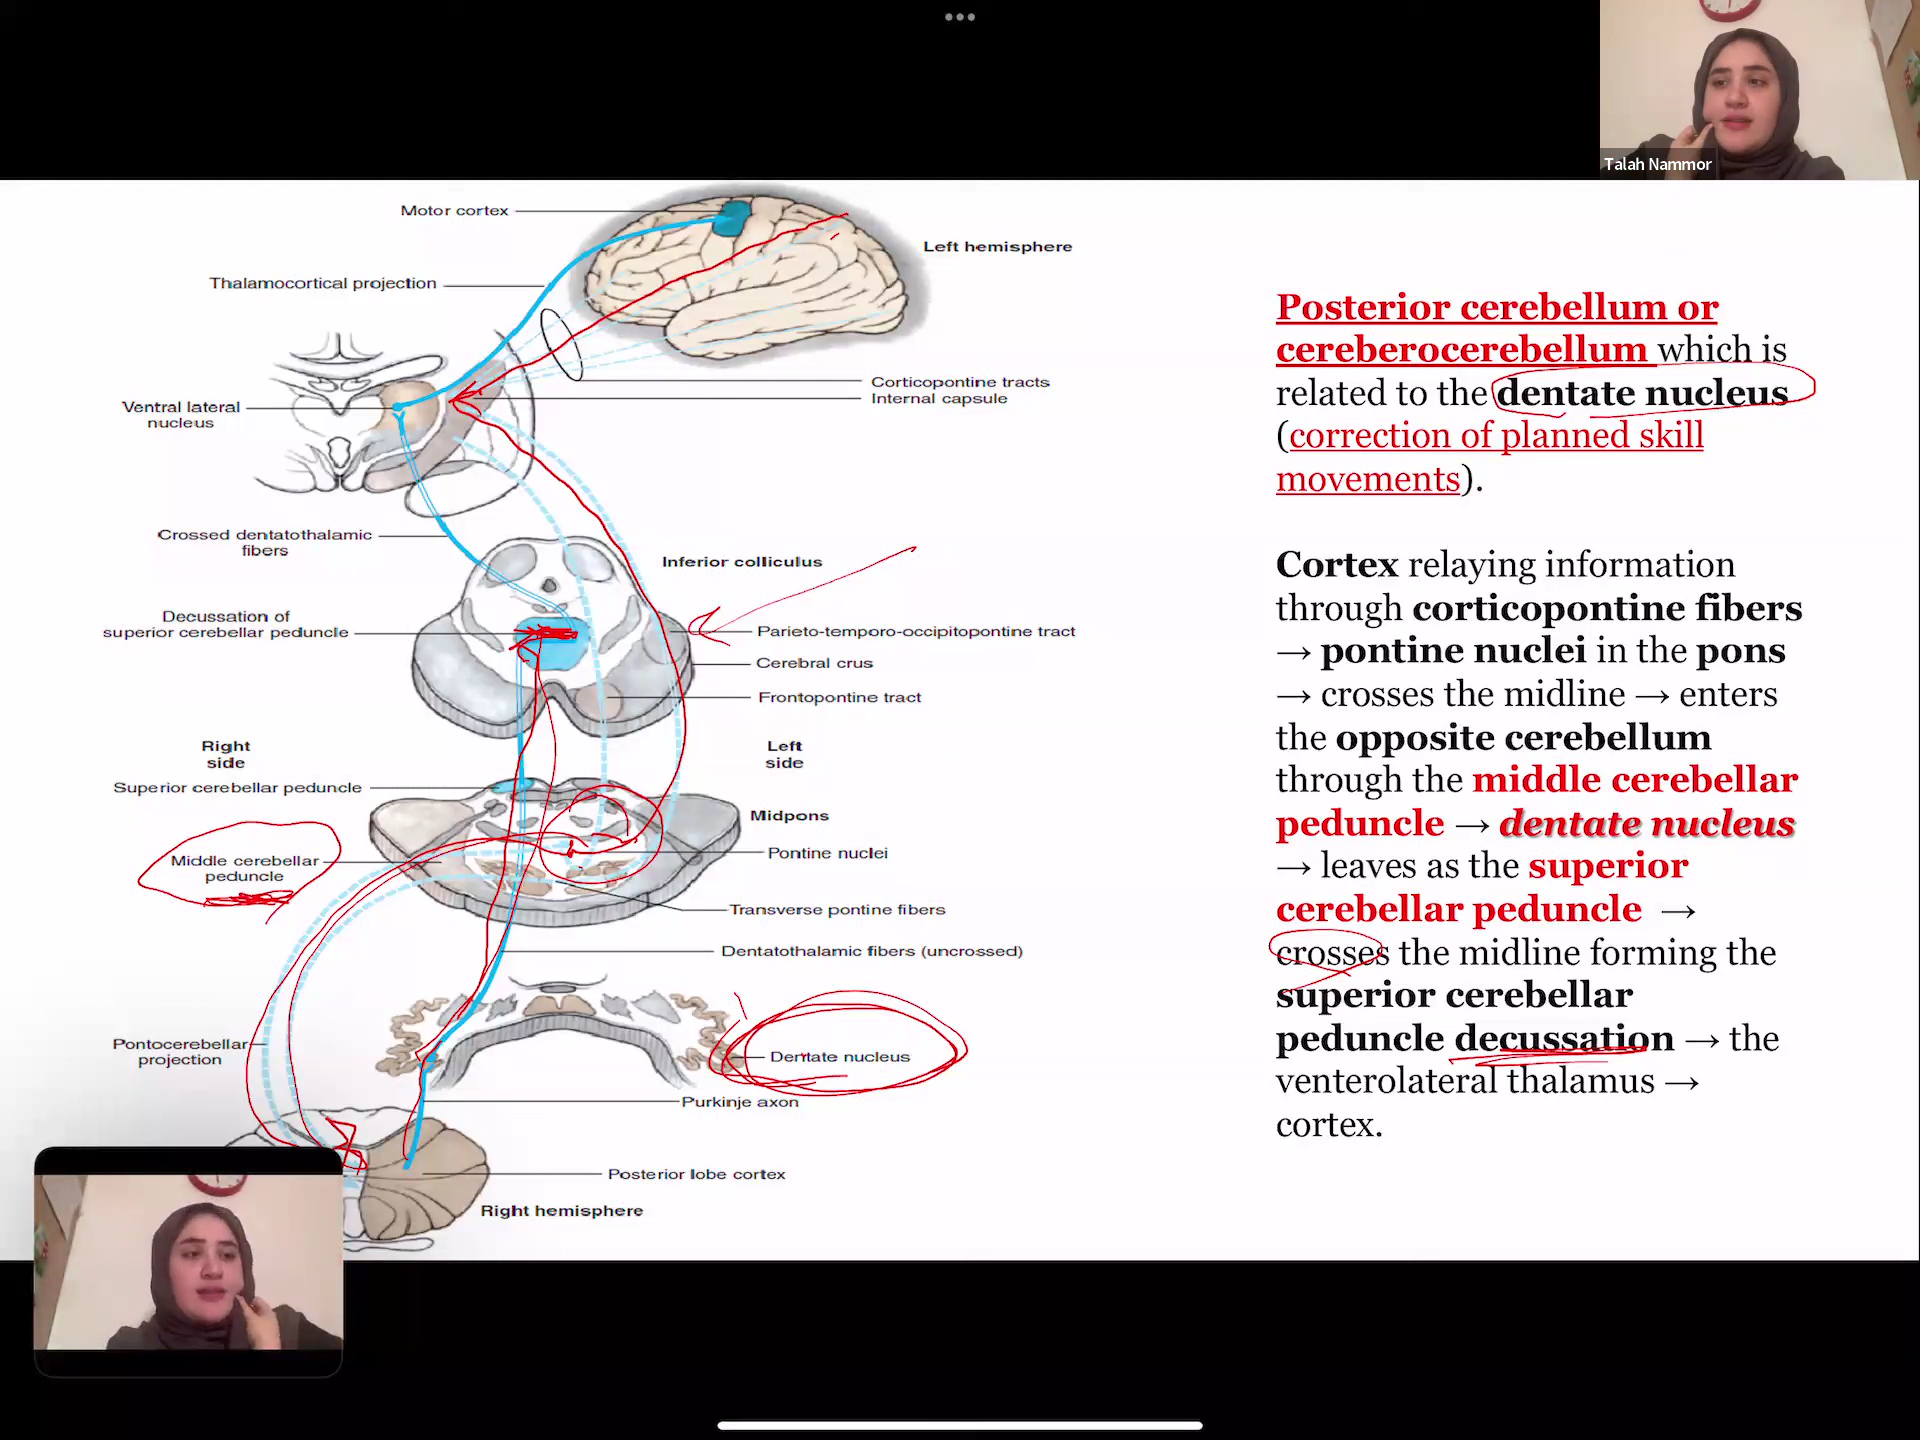 Talah Nammor
Motor cortex
Left hemisphere
Thalamocortical projection
Corticopontine tracts
Internal capsule
Ventral lateral
nucleus
Crossed dentatothalamic
fibers
Inferior colliculus
Decussation of
superior cerebellar peduncle
Parieto-temporo-occipitopontine tract
Cerebral crus
Frontopontine tract
Right
side
Left
side
Superior cerebellar peduncle
Midpons
Middle cerebellar
peduncle
Pontine nuclei
Transverse pontine fibers
Dentatothalamic fibers (uncrossed)
Pontocerebellar
projection
Dentate nucleus
Purkinje axon
Posterior lobe cortex
Right hemisphere
Posterior cerebellum or
cereberocerebellum which is
related to the dentate nucleus
(correction of planned skill
movements).
Cortex relaying information
through corticopontine fibers
→ pontine nuclei in the pons
→ crosses the midline → enters
the opposite cerebellum
through the middle cerebellar
peduncle → dentate nucleus
→ leaves as the superior
cerebellar peduncle →
crosses the midline forming the
superior cerebellar
peduncle decussation → the
venterolateral thalamus →
cortex.